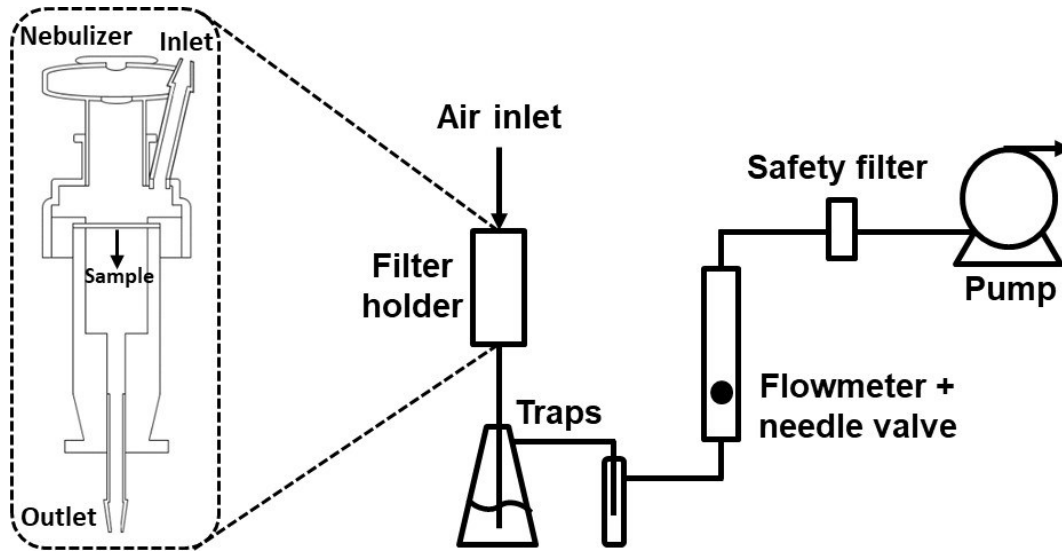 Nebulizer
Inlet
Sample
Outlet
Air inlet
Filter
holder
Traps
Flowmeter +
needle valve
Safety filter
Pump